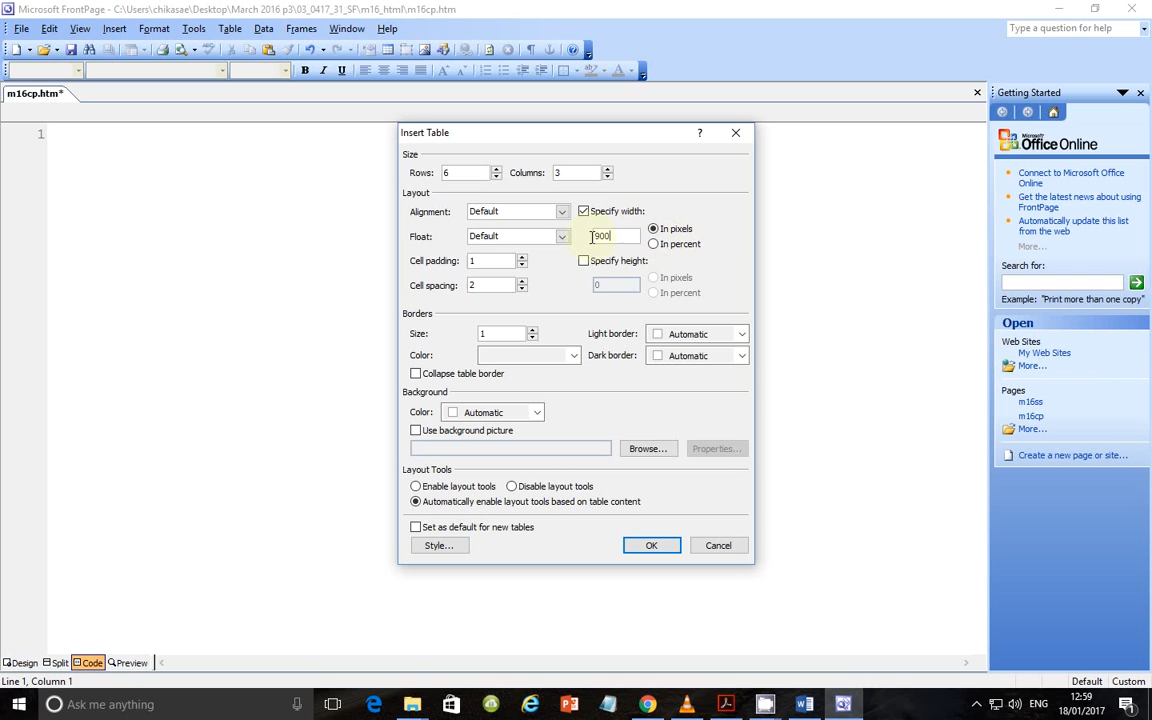 Microsoft FrontPage - C:\Users\chikasae\Desktop\March 2016 p3\03_0417_31_SF\m16_html\m16cp.htm
File Edit View Insert Format Tools Table Data Frames Window Help
Type a question for help
B I U
m16cp.htm*
1
Insert Table
?
Size
Rows: 6 Columns: 3
Layout
Alignment: Default Specify width:
Float: Default 900 In pixels
In percent
Cell padding: 1 Specify height:
Cell spacing: 2 0 In pixels
In percent
Borders
Size: 1 Light border: Automatic
Color: Dark border: Automatic
Collapse table border
Background
Color: Automatic
Use background picture
Browse... Properties...
Layout Tools
Enable layout tools Disable layout tools
Automatically enable layout tools based on table content
Set as default for new tables
Style... OK Cancel
Getting Started
Office Online
Connect to Microsoft Office
Online
Get the latest news about using
FrontPage
Automatically update this list
from the web
More...
Search for:
Example: "Print more than one copy"
Open
Web Sites
My Web Sites
More...
Pages
m16ss
m16cp
More...
Create a new page or site...
Design Split Code Preview
Line 1, Column 1 Default Custom
Ask me anything
ENG
12:59
18/01/2017